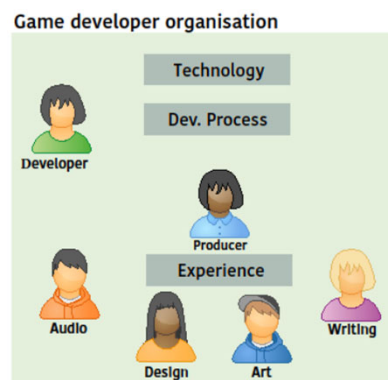 Game developer organisation
Technology
Dev. Process
Developer
Producer
Experience
Audio
Writing
Design
Art